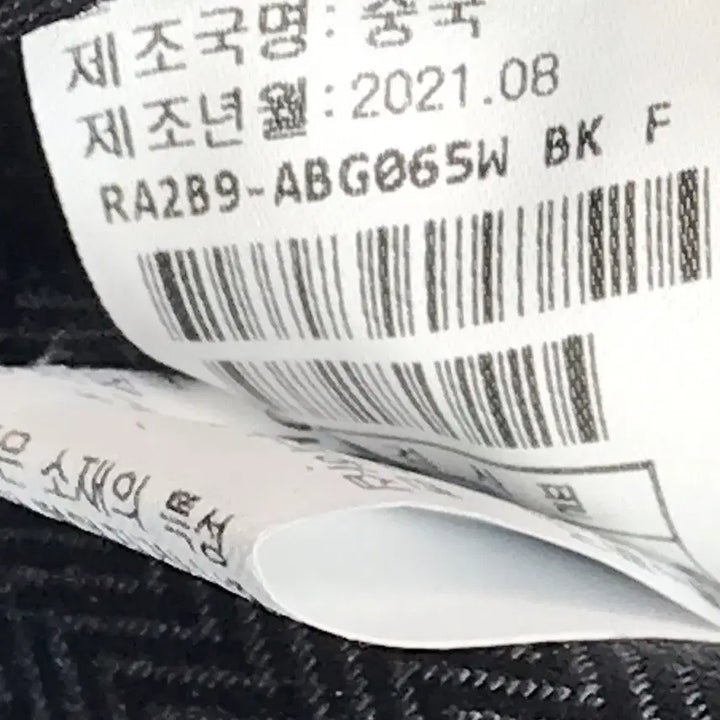 제조국명: 중국
제조년월: 2021.08
RA2B9-ABG06SW BK F
은 소재의 특성